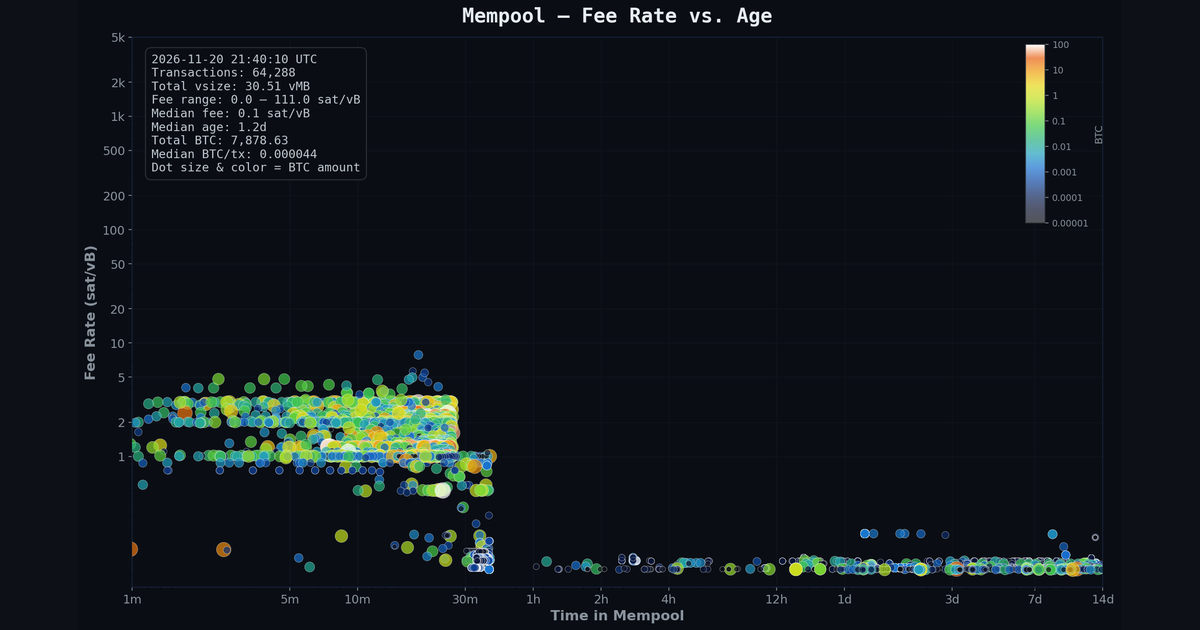 Mempool — Fee Rate vs. Age
2026-11-20 21:40:10 UTC
Transactions: 64,288
Total vsize: 30.51 vMB
Fee range: 0.0 — 111.0 sat/vB
Median fee: 0.1 sat/vB
Median age: 1.2d
Total BTC: 7,878.63
Median BTC/tx: 0.000044
Dot size & color = BTC amount
100
10
1
0.1
0.01
0.001
0.0001
0.00001
BTC
Fee Rate (sat/vB)
5k
2k
1k
500
200
100
50
20
10
5
2
1
1m 5m 10m 30m 1h 2h 4h 12h 1d 3d 7d 14d
Time in Mempool